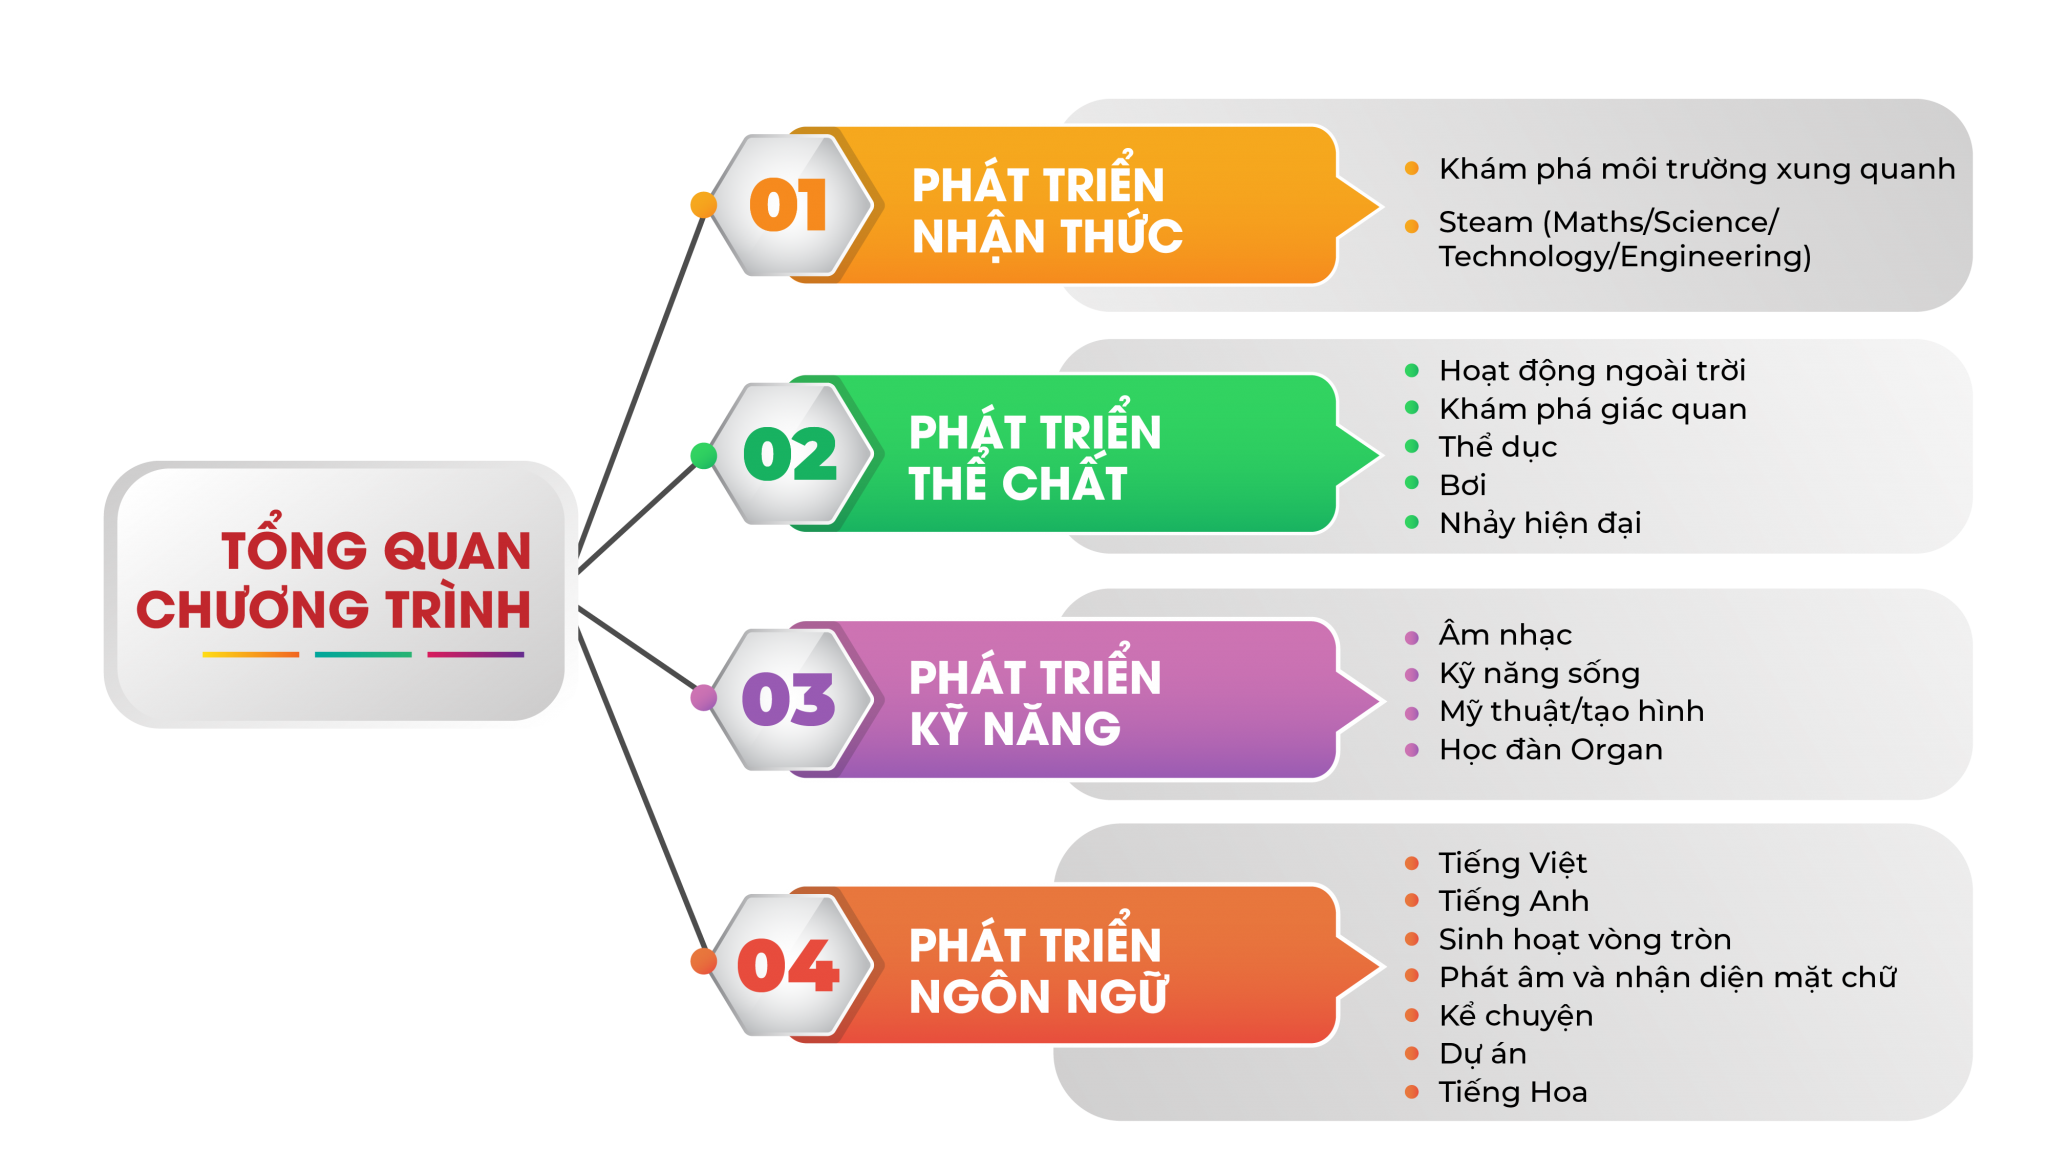 TỔNG QUAN
CHƯƠNG TRÌNH
01
PHÁT TRIỂN
NHẬN THỨC
Khám phá môi trường xung quanh
Steam (Maths/Science/
Technology/Engineering)
02
PHÁT TRIỂN
THỂ CHẤT
Hoạt động ngoài trời
Khám phá giác quan
Thể dục
Bơi
Nhảy hiện đại
03
PHÁT TRIỂN
KỸ NĂNG
Âm nhạc
Kỹ năng sống
Mỹ thuật/tạo hình
Học đàn Organ
04
PHÁT TRIỂN
NGÔN NGỮ
Tiếng Việt
Tiếng Anh
Sinh hoạt vòng tròn
Phát âm và nhận diện mặt chữ
Kể chuyện
Dự án
Tiếng Hoa